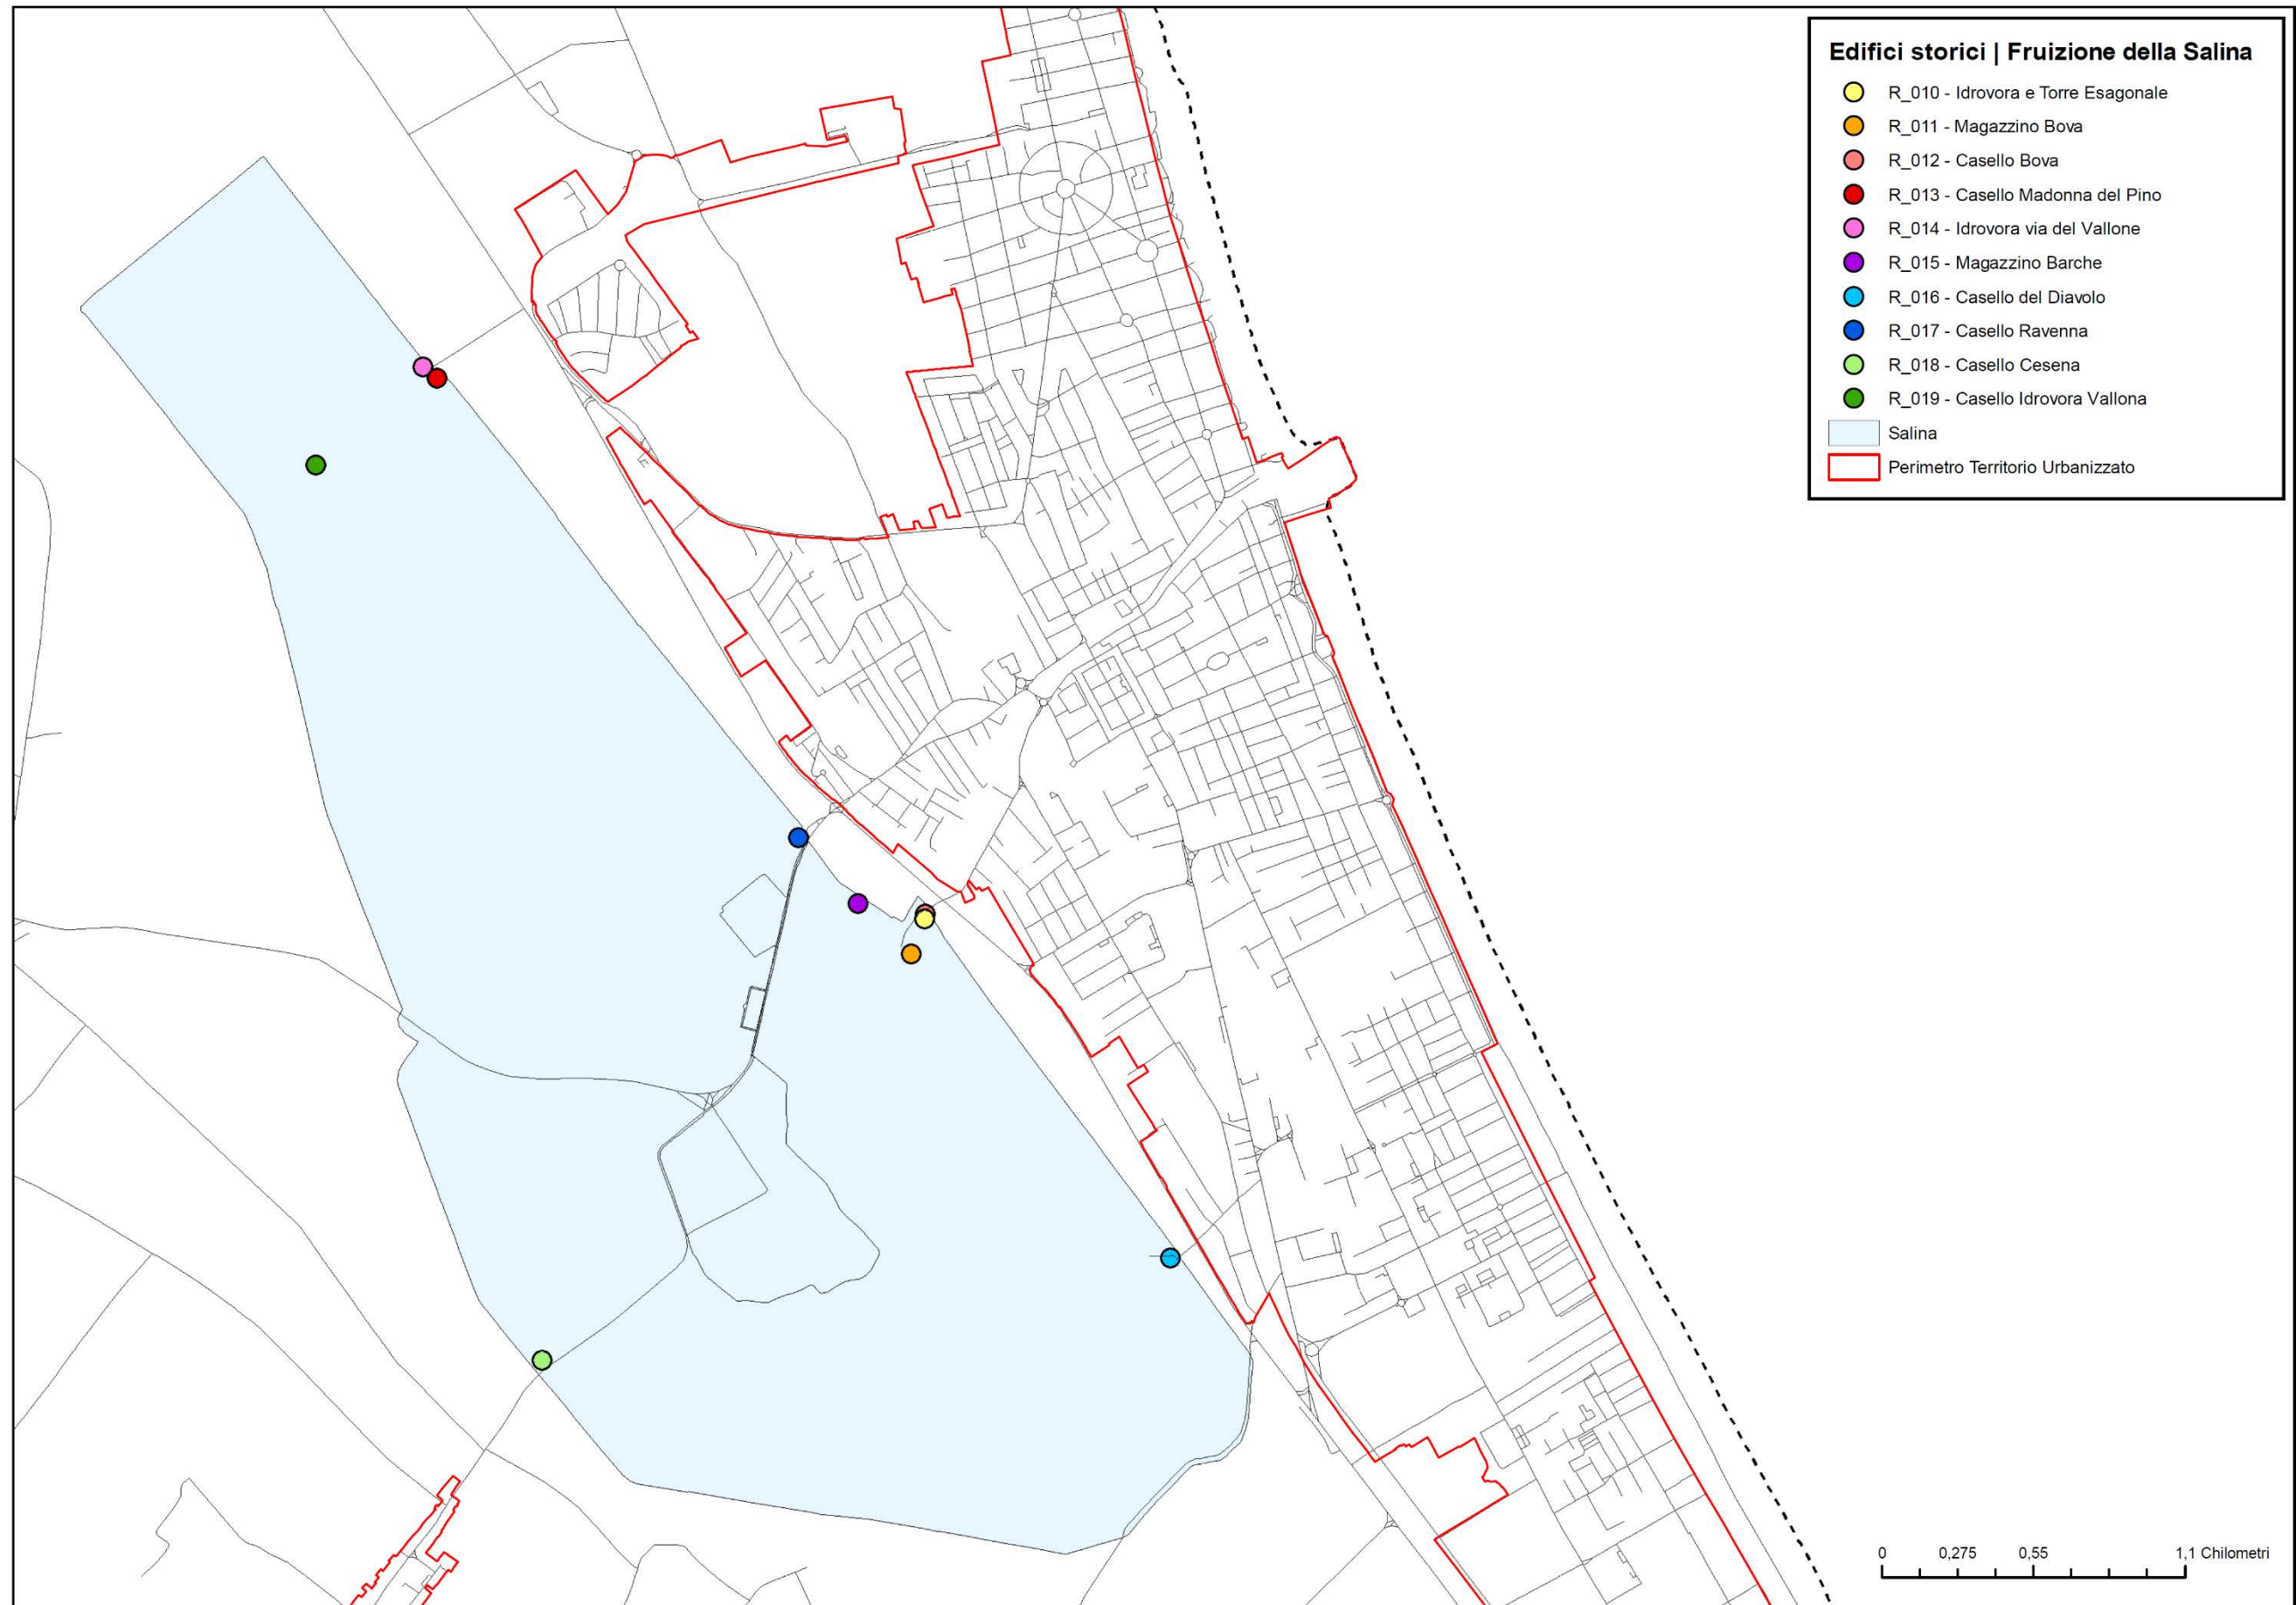 Edifici storici | Fruizione della Salina
R_010 - Idrovora e Torre Esagonale
R_011 - Magazzino Bova
R_012 - Casello Bova
R_013 - Casello Madonna del Pino
R_014 - Idrovora via del Vallone
R_015 - Magazzino Barche
R_016 - Casello del Diavolo
R_017 - Casello Ravenna
R_018 - Casello Cesena
R_019 - Casello Idrovora Vallona
Salina
Perimetro Territorio Urbanizzato
0 0,275 0,55 1,1 Chilometri